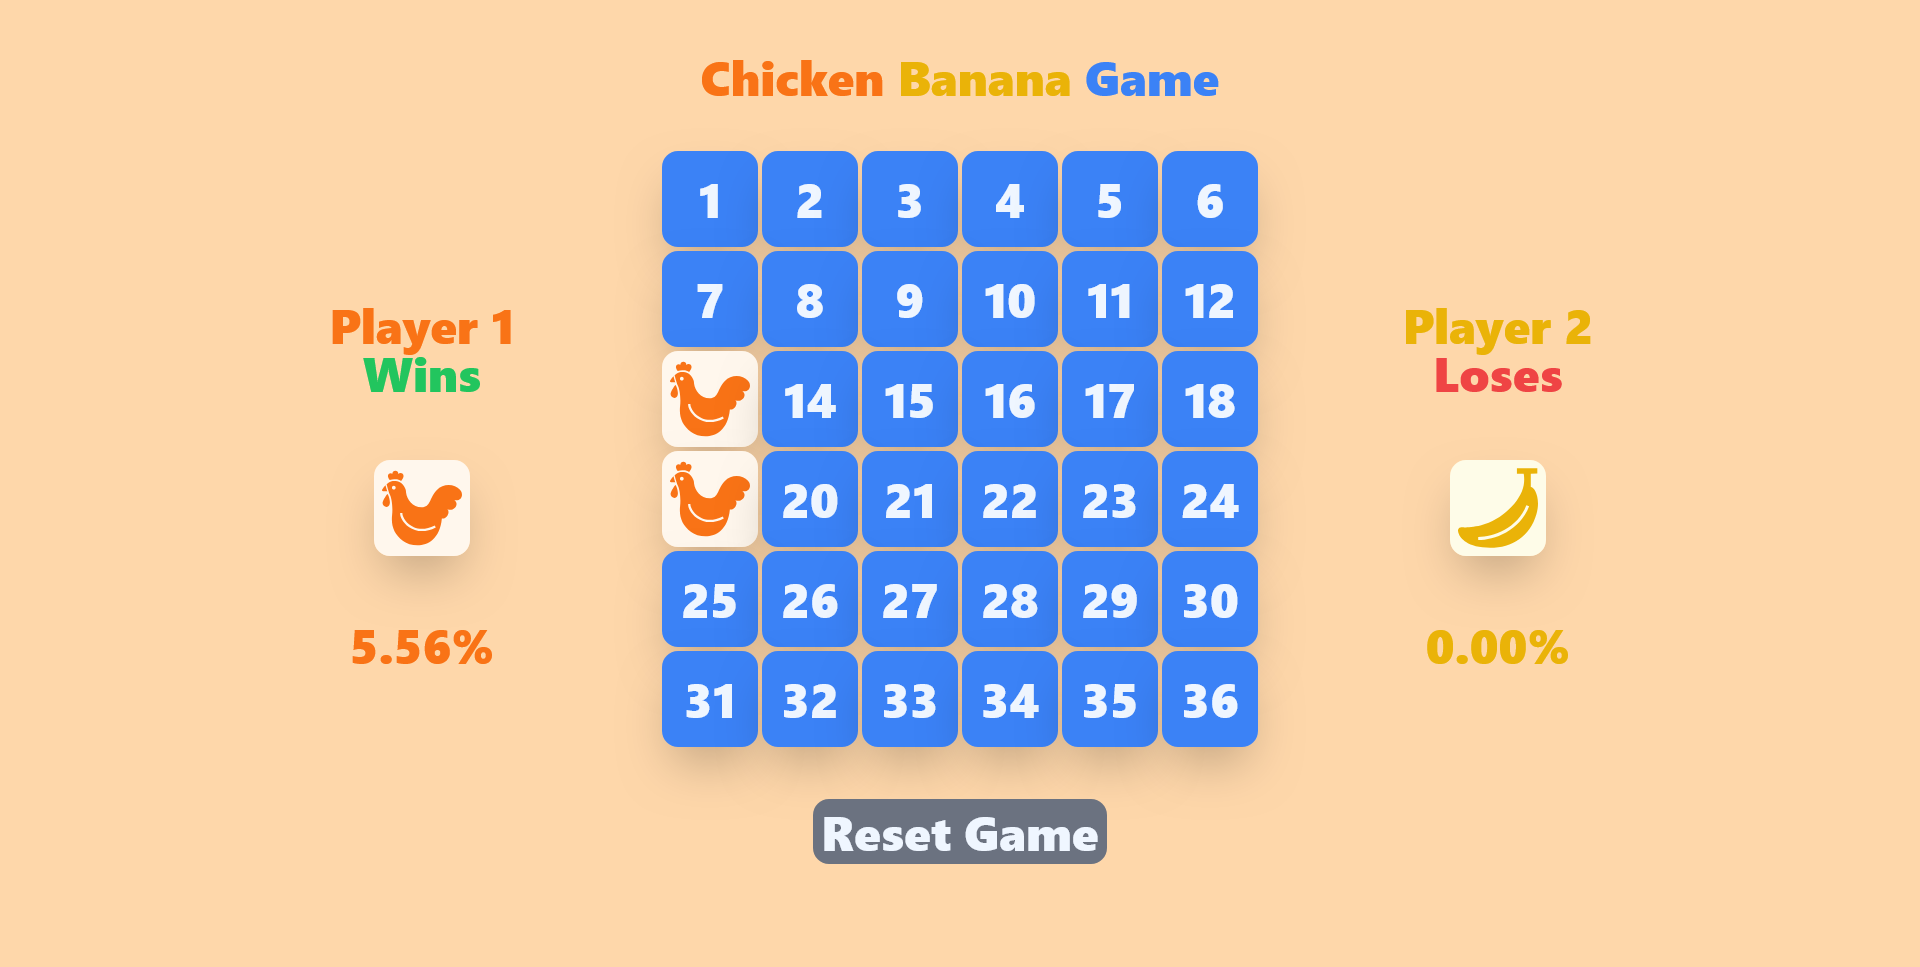 Chicken Banana Game
1 2 3 4 5 6
7 8 9 10 11 12
14 15 16 17 18
20 21 22 23 24
25 26 27 28 29 30
31 32 33 34 35 36
Player 1
Wins
5.56%
Player 2
Loses
0.00%
Reset Game